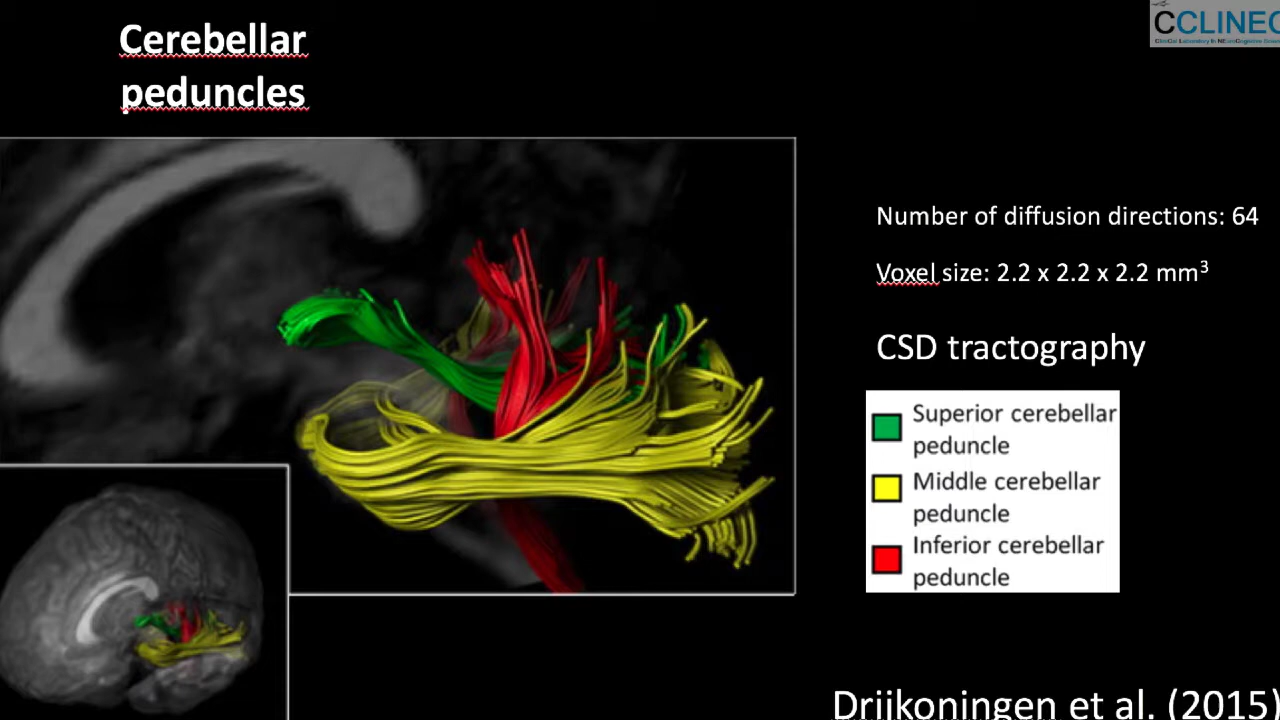 Cerebellar
peduncles
CCLINEC
Number of diffusion directions: 64
Voxel size: 2.2 x 2.2 x 2.2 mm³
CSD tractography
Superior cerebellar
peduncle
Middle cerebellar
peduncle
Inferior cerebellar
peduncle
Drijkoningen et al. (2015)